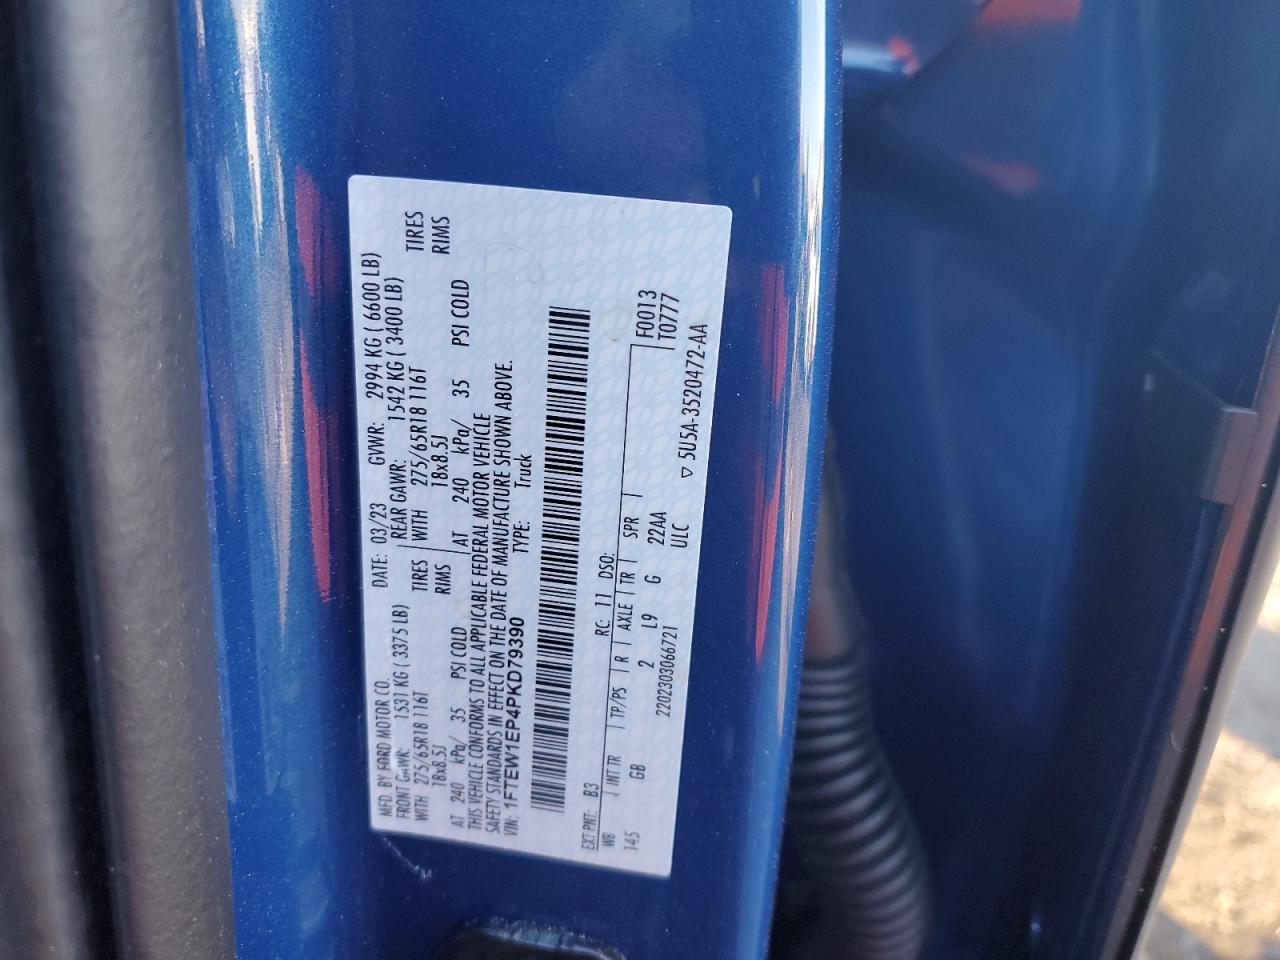 MFD. BY FORD MOTOR CO. DATE: 03/23 GVWR: 2994 KG ( 6600 LB)
FRONT GAWR: 1531 KG ( 3375 LB) REAR GAWR: 1542 KG ( 3400 LB)
WITH 275/65R18 116T TIRES WITH 275/65R18 116T TIRES
18x8.5J RIMS 18x8.5J RIMS
AT 240 kPa/ 35 PSI COLD AT 240 kPa/ 35 PSI COLD
THIS VEHICLE CONFORMS TO ALL APPLICABLE FEDERAL MOTOR VEHICLE
SAFETY STANDARDS IN EFFECT ON THE DATE OF MANUFACTURE SHOWN ABOVE.
VIN: 1FTEW1EP4PKD79390 TYPE: Truck
EXT PNT: B3 RC: 11 DSO: F0013
WB INT TR TP/PS R AXLE TR SPR T0777
145 GB 2 L9 G 22AA
2202303066721 ULC ▽ 5U5A-3520472-AA